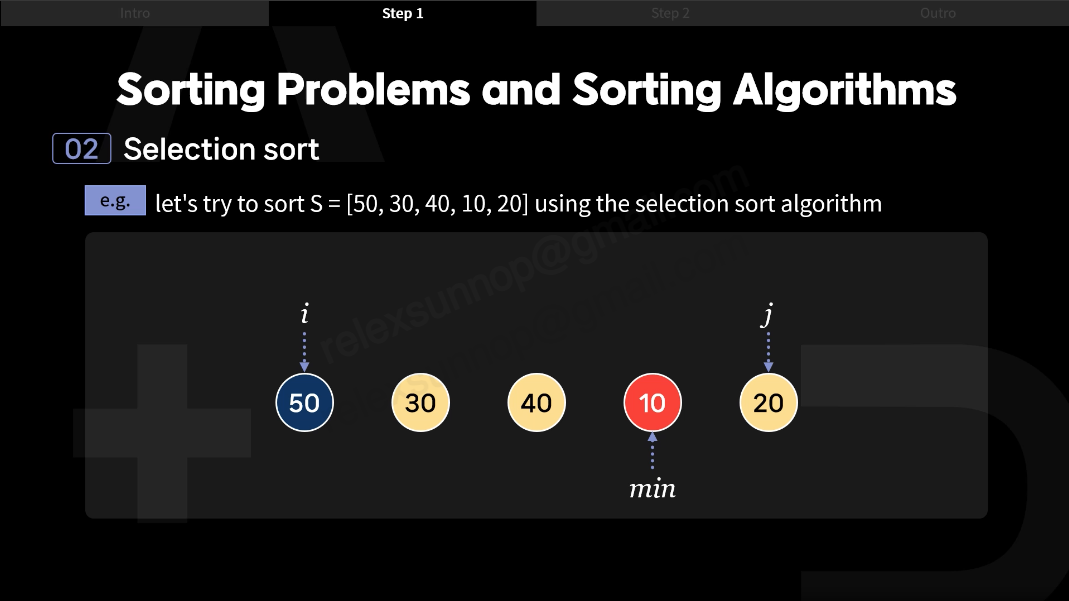 Intro Step 1 Step 2 Outro
Sorting Problems and Sorting Algorithms
02 Selection sort
e.g. let's try to sort S = [50, 30, 40, 10, 20] using the selection sort algorithm
relexsunnop@gmail.com
i j
50 30 40 10 20
min